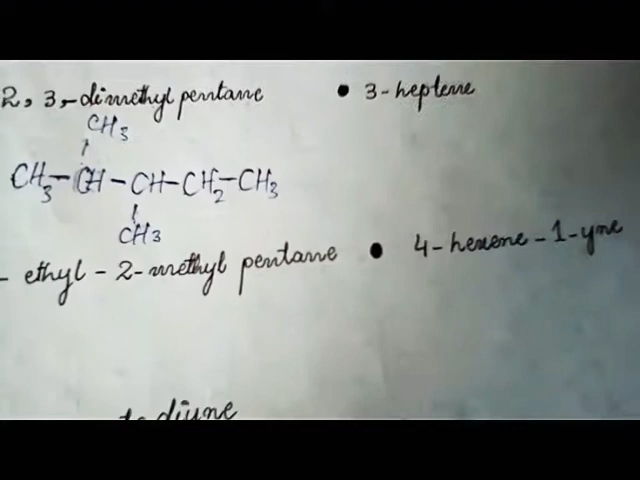 2, 3, - dimethyl pentane
• 3 - heptene
CH3
CH3 - CH - CH - CH2 - CH3
CH3
- ethyl - 2 - methyl pentane
• 4 - hexene - 1 - yne
diyne